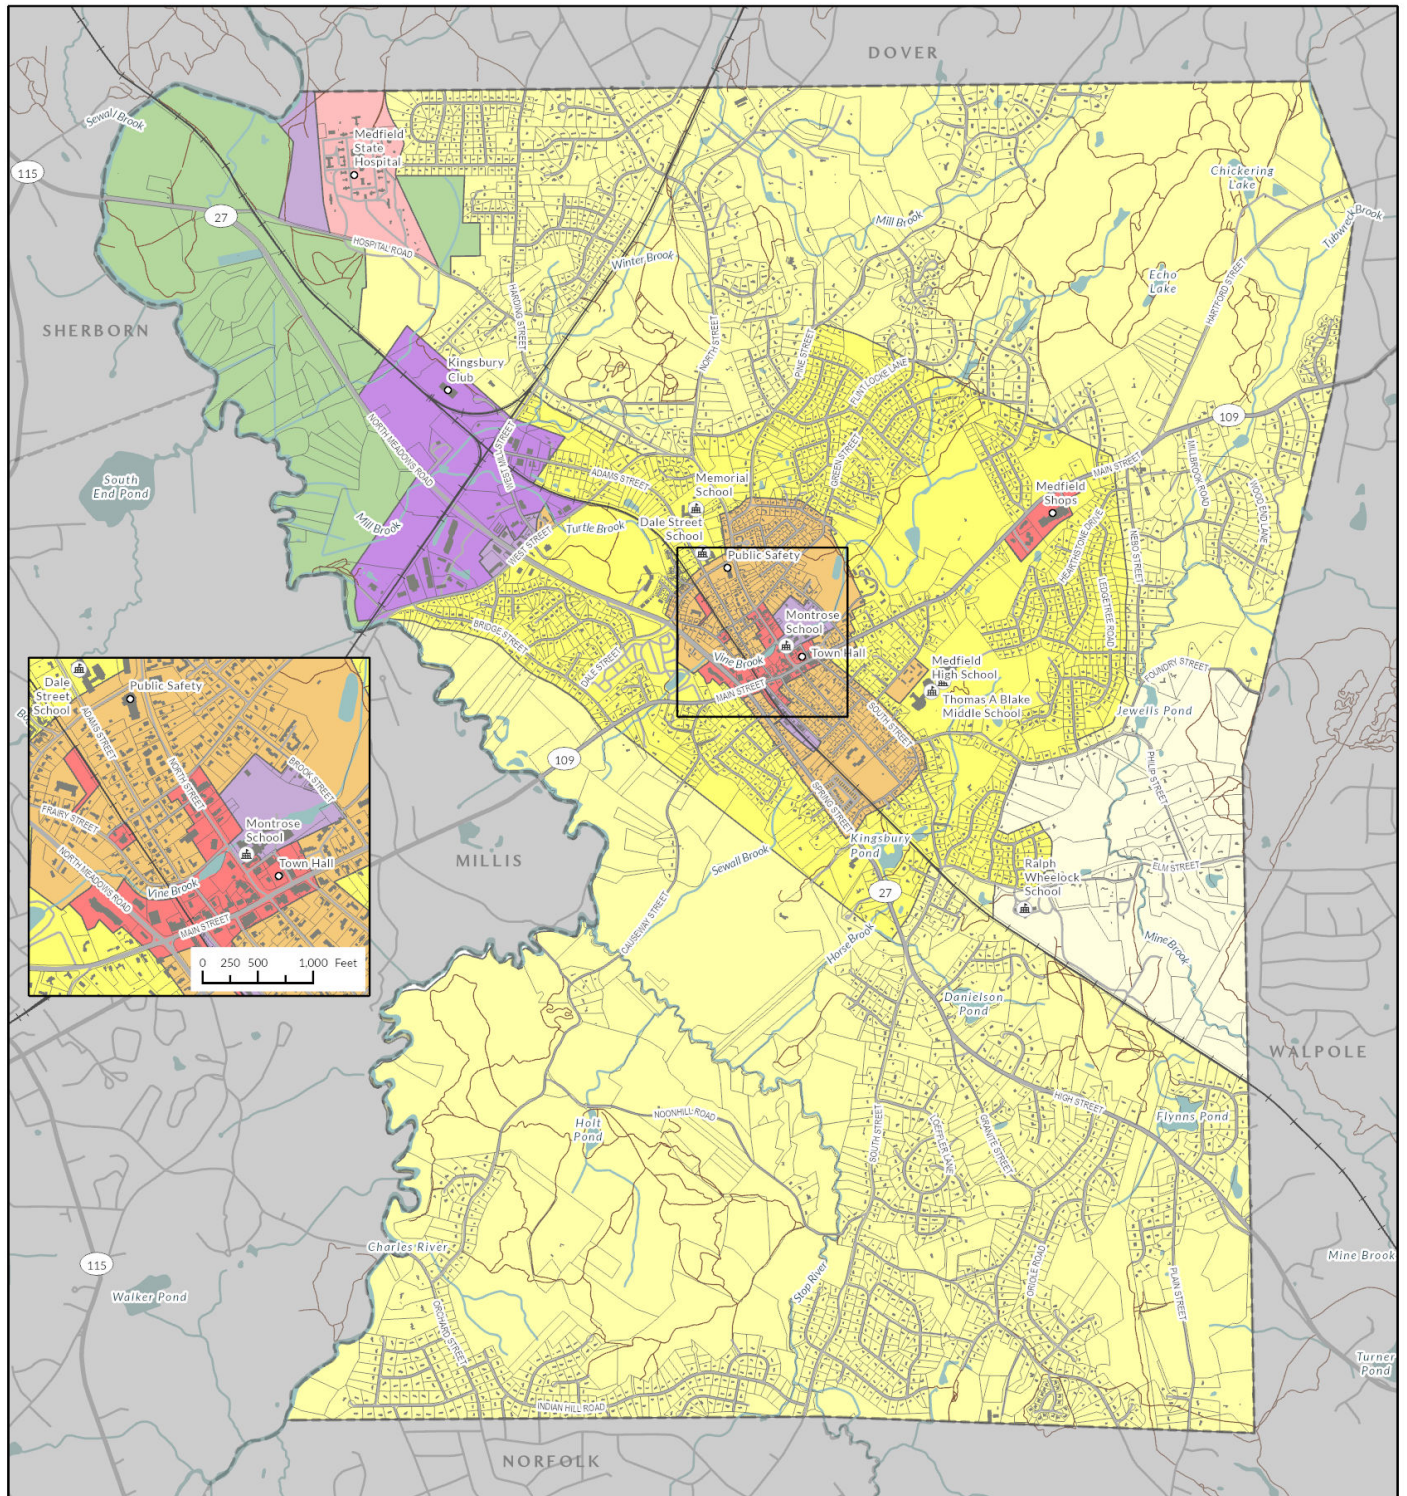 DOVER
Sewall Brook
Medfield
State
Hospital
115
27
HOSPITAL ROAD
Chickering
Lake
Tubwreck Brook
Mill Brook
Winter Brook
Echo
Lake
HARTFORD STREET
SHERBORN
HARDING STREET
NORTH STREET
PINE STREET
FLINTLOCKE LANE
Kingsbury
Club
109
NORTH MEADOWS ROAD
WEST MILL STREET
GREEN STREET
MAIN STREET
MILLBROOK ROAD
WOOD END LANE
ADAMS STREET
Memorial
School
Medfield
Shops
South
End Pond
Mill Brook
Turtle Brook
WEST STREET
Dale Street
School
Public Safety
HEARTHSTONE DRIVE
NEBO STREET
LEDGETREE ROAD
BRIDGE STREET
DALE STREET
Montrose
School
Vine Brook
Town Hall
MAIN STREET
Medfield
High School
Thomas A Blake
Middle School
FOUNDRY STREET
SOUTH STREET
Jewells Pond
PHILIP STREET
109
SPRING STREET
Dale
Street
School
Public Safety
ADAMS STREET
NORTH STREET
BROOK STREET
FRAIRY STREET
Montrose
School
NORTH MEADOWS ROAD
Town Hall
Vine Brook
MAIN STREET
0 250 500 1,000 Feet
MILLIS
Sewall Brook
Kingsbury
Pond
27
Ralph
Wheelock
School
ELM STREET
CAUSEWAY STREET
Horse Brook
Mine Brook
Danielson
Pond
WALPOLE
NOONHILL ROAD
Holt
Pond
SOUTH STREET
LOEFFLER LANE
GRANITE STREET
HIGH STREET
Flynns Pond
Charles River
115
Walker Pond
Stop River
ORIOLE ROAD
PLAIN STREET
Mine Brook
ORCHARD STREET
INDIAN HILL ROAD
Turner
Pond
NORFOLK